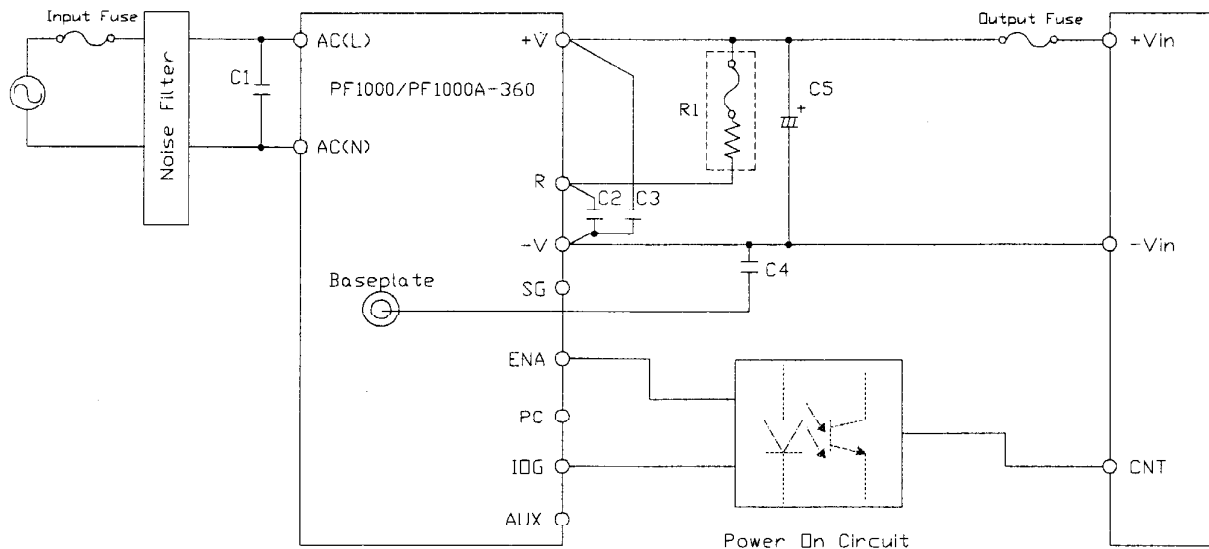 Input Fuse
Output Fuse
AC(L)
+V
+Vin
C1
PF1000/PF1000A-360
R1
C5
+
Noise Filter
AC(N)
R
C2
C3
-V
-Vin
C4
Baseplate
SG
ENA
PC
IOG
CNT
AUX
Power On Circuit